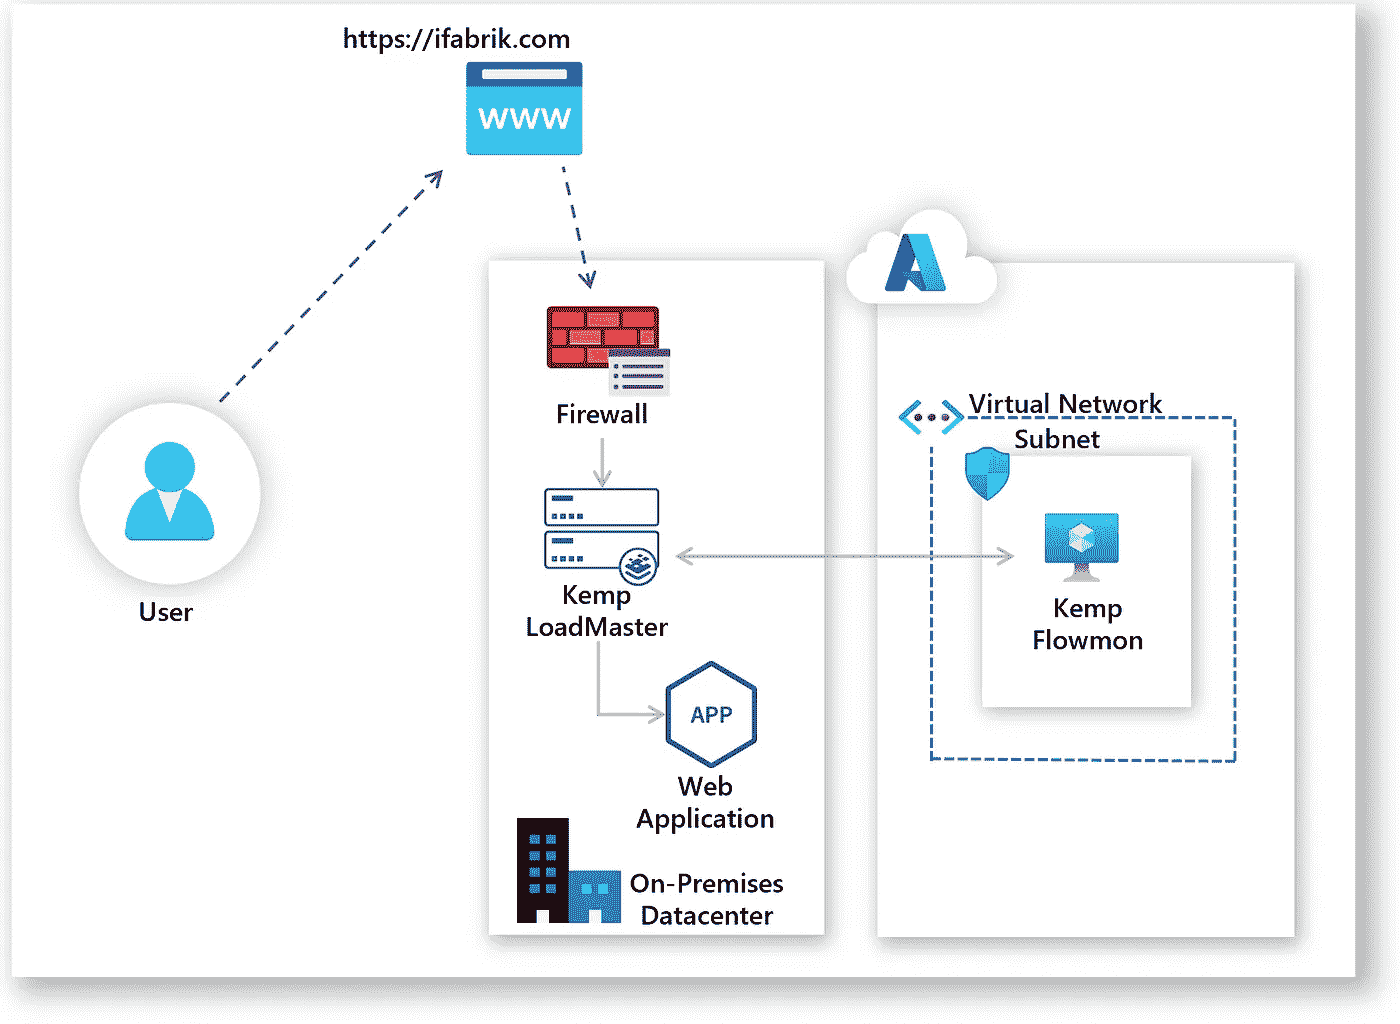 https://ifabrik.com
WWW
Firewall
Virtual Network
Subnet
Kemp
LoadMaster
Kemp
Flowmon
User
APP
Web
Application
On-Premises
Datacenter